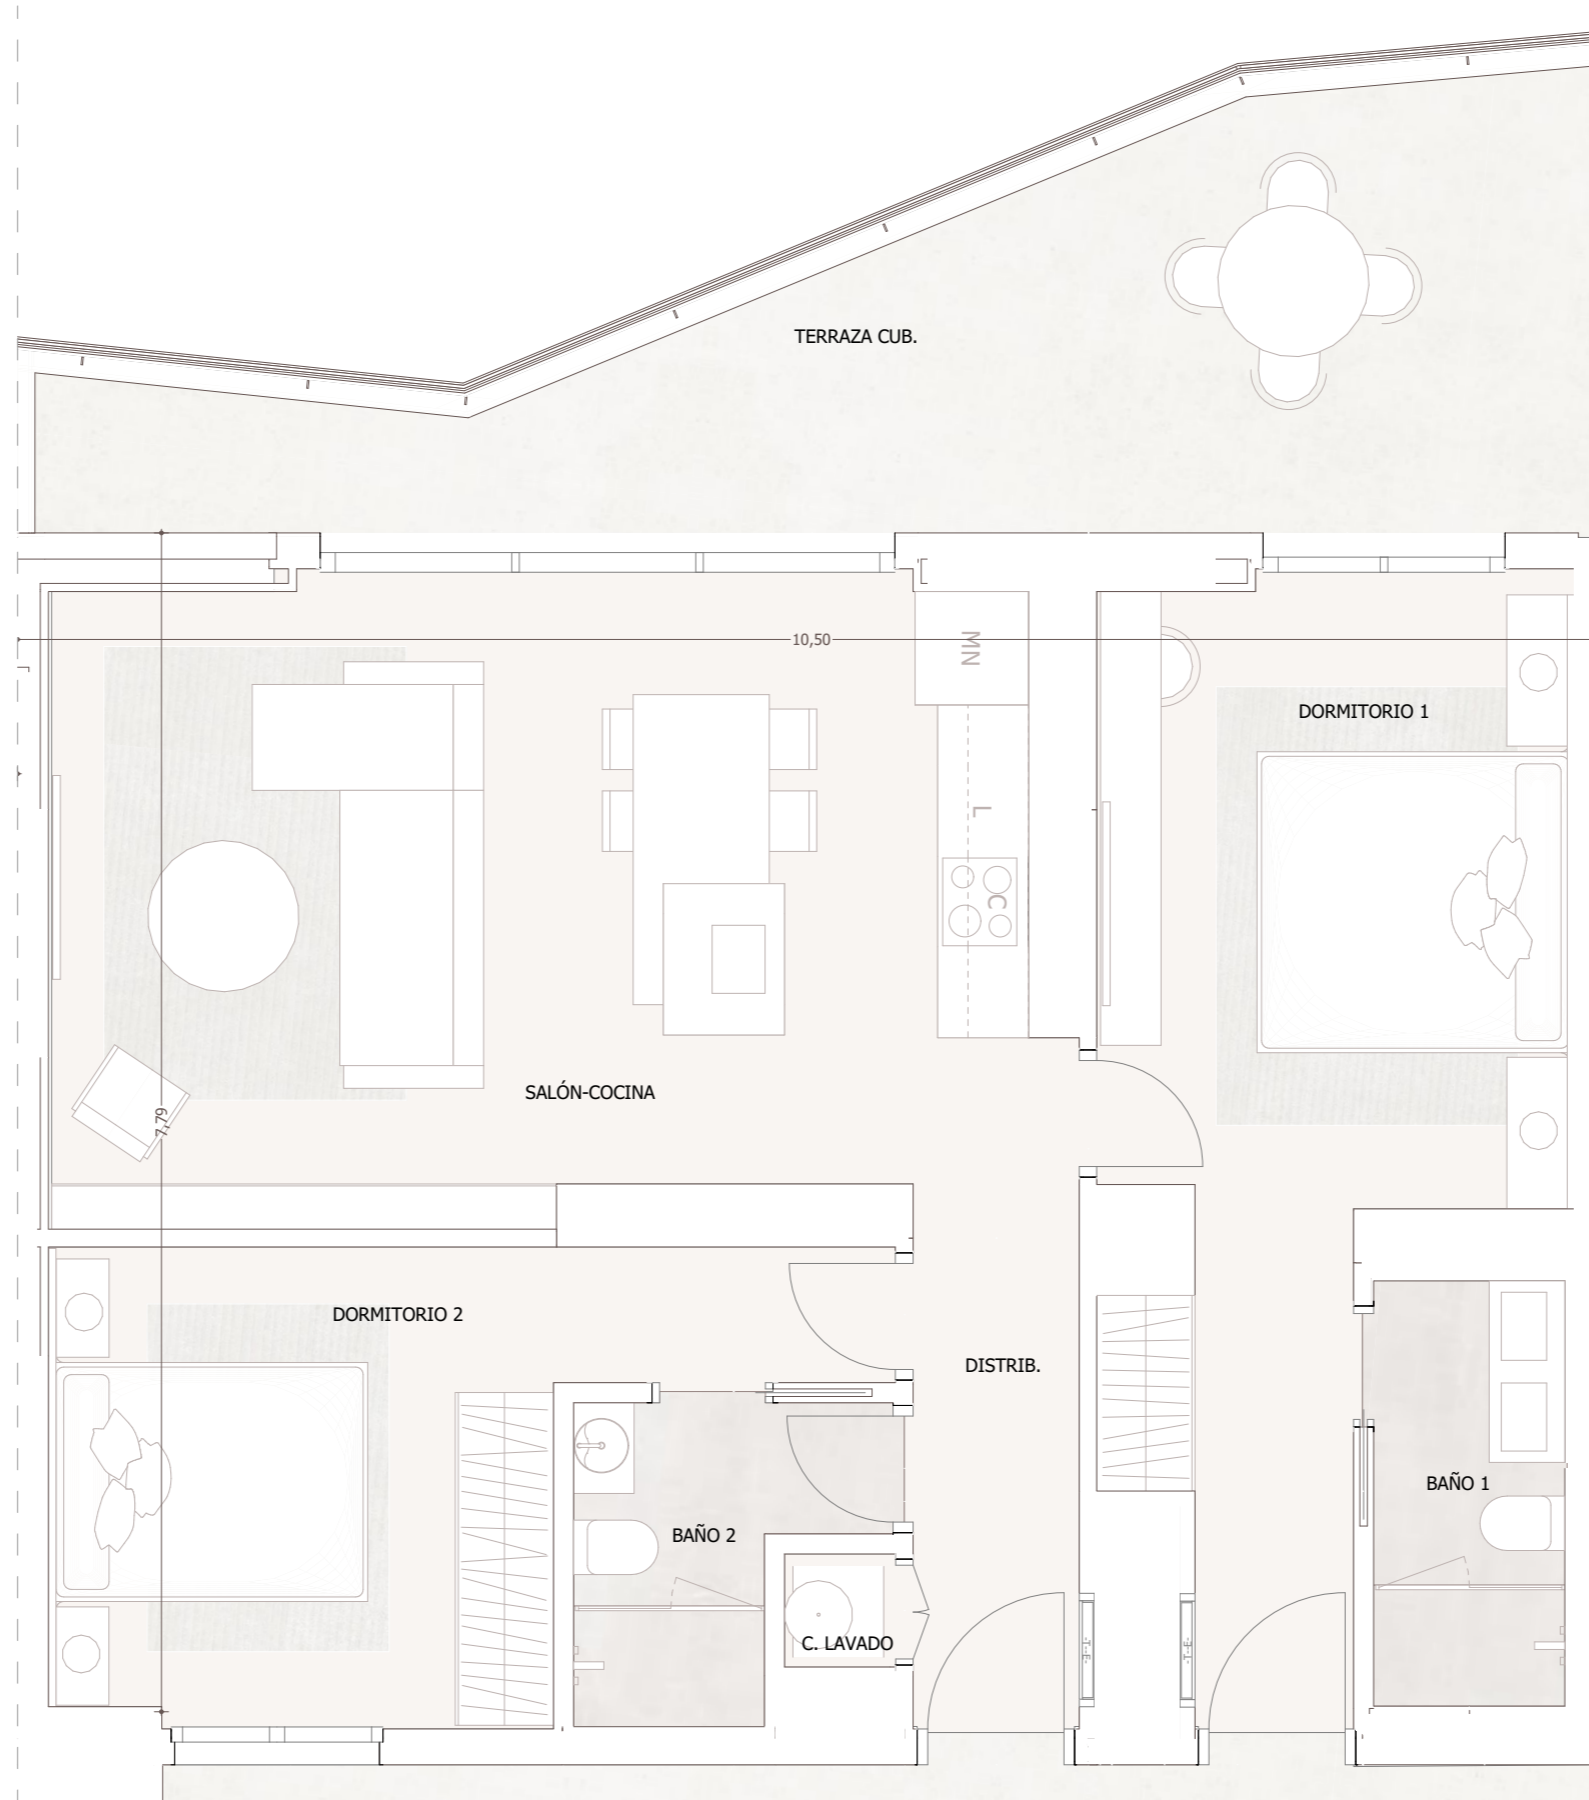 TERRAZA CUB.
10,50
MN
DORMITORIO 1
L
C
SALÓN-COCINA
7,79
DORMITORIO 2
DISTRIB.
BAÑO 1
BAÑO 2
C. LAVADO
-T-E-
-T-E-